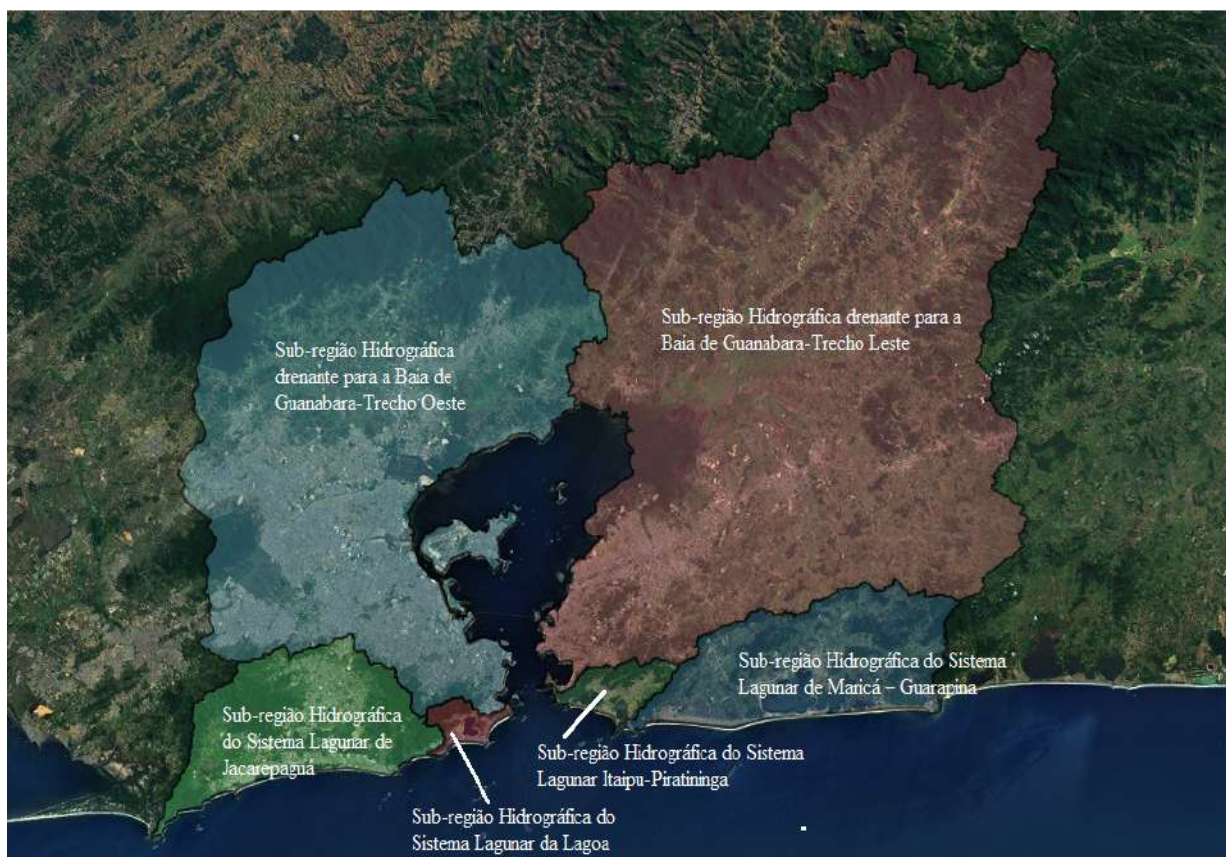 Sub-região Hidrográfica drenante para a
Baia de Guanabara-Trecho Leste
Sub-região Hidrográfica
drenante para a Baia de
Guanabara-Trecho Oeste
Sub-região Hidrográfica do Sistema
Lagunar de Maricá – Guarapina
Sub-região Hidrográfica
do Sistema Lagunar de
Jacarepaguá
Sub-região Hidrográfica do Sistema
Lagunar Itaipu-Piratininga
Sub-região Hidrográfica do
Sistema Lagunar da Lagoa